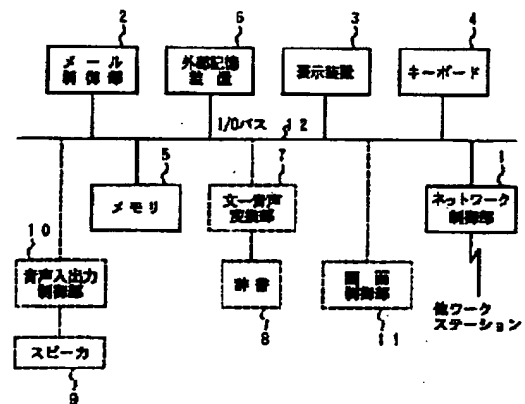 2
メール
制御部
6
外部記憶
装置
3
表示装置
4
キーボード
I/Oバス
12
5
メモリ
7
文－音声
変換部
1
ネットワーク
制御部
10
音声入出力
制御部
辞書
8
画面
制御部
11
他ワーク
ステーション
スピーカ
9